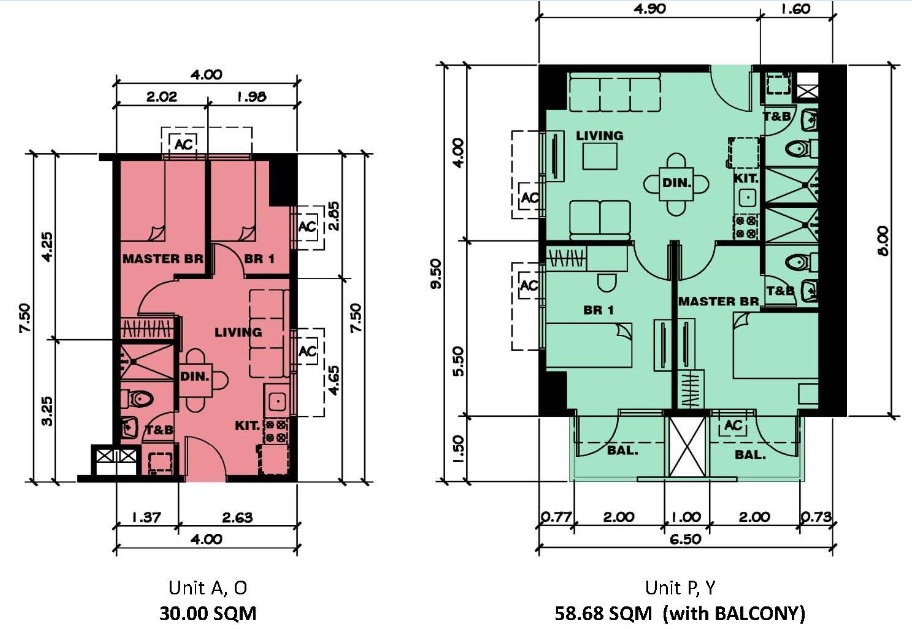 4.00
2.02
1.98
AC
7.50
4.25
3.25
MASTER BR
BR 1
AC
2.85
7.50
LIVING
AC
DIN.
4.65
T&B
KIT.
1.37
2.63
4.00
Unit A, O
30.00 SQM
4.90
1.60
T&B
LIVING
4.00
DIN.
KIT.
AC
9.50
8.00
AC
T&B
BR 1
MASTER BR
5.50
AC
BAL.
BAL.
1.50
0.77
2.00
1.00
2.00
0.73
6.50
Unit P, Y
58.68 SQM (with BALCONY)